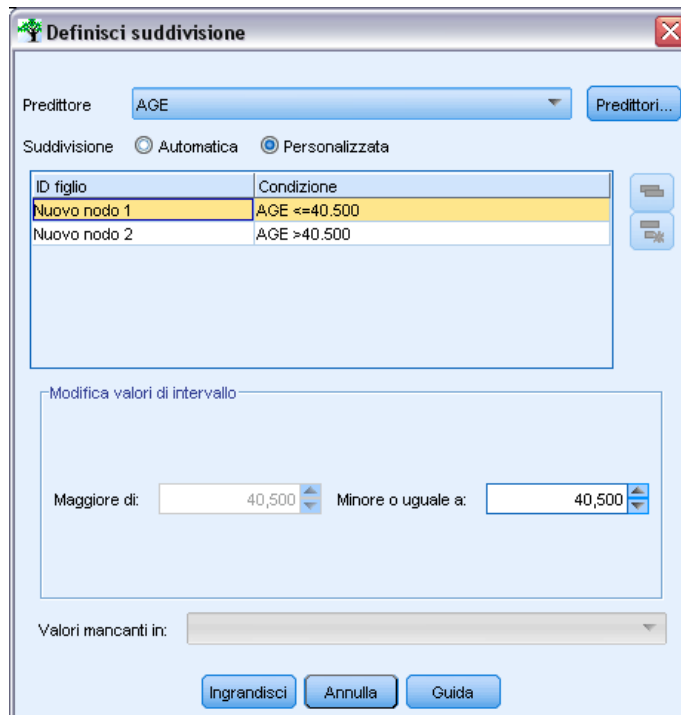 Definisci suddivisione
Predittore AGE Predittori...
Suddivisione Automatica Personalizzata
ID figlio Condizione
Nuovo nodo 1 AGE <=40.500
Nuovo nodo 2 AGE >40.500
Modifica valori di intervallo
Maggiore di: 40,500 Minore o uguale a: 40,500
Valori mancanti in:
Ingrandisci Annulla Guida